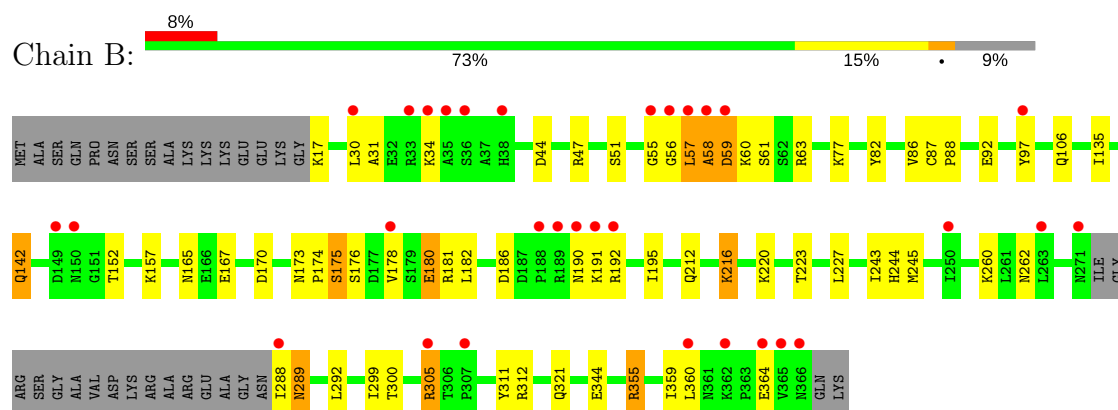 8%
Chain B:
73% 15% • 9%
MET ALA SER GLN PRO ASN SER SER ALA LYS LYS LYS GLU GLU LYS GLY K17 L30 A31 E32 R33 K34 A35 S36 A37 H38 D44 R47 S51 G55 G56 L57 A58 D59 K60 S61 S62 R63 K77 Y82 V86 C87 P88 E92 Y97 Q106 I135
Q142 D149 N150 G151 T152 K157 N165 E166 E167 D170 N173 P174 S175 S176 D177 V178 S179 E180 R181 L182 D186 D187 P188 R189 N190 K191 R192 I195 Q212 K216 K220 T223 L227 I243 H244 M245 I250 K260 L261 N262 L263 N271 ILE GLY
ARG SER GLY ALA VAL ASP LYS ARG ALA ARG GLU ALA GLY ASN I288 N289 L292 I299 T300 R305 T306 P307 Y311 R312 Q321 E344 R355 I359 L360 N361 K362 P363 E364 V365 N366 GLN LYS